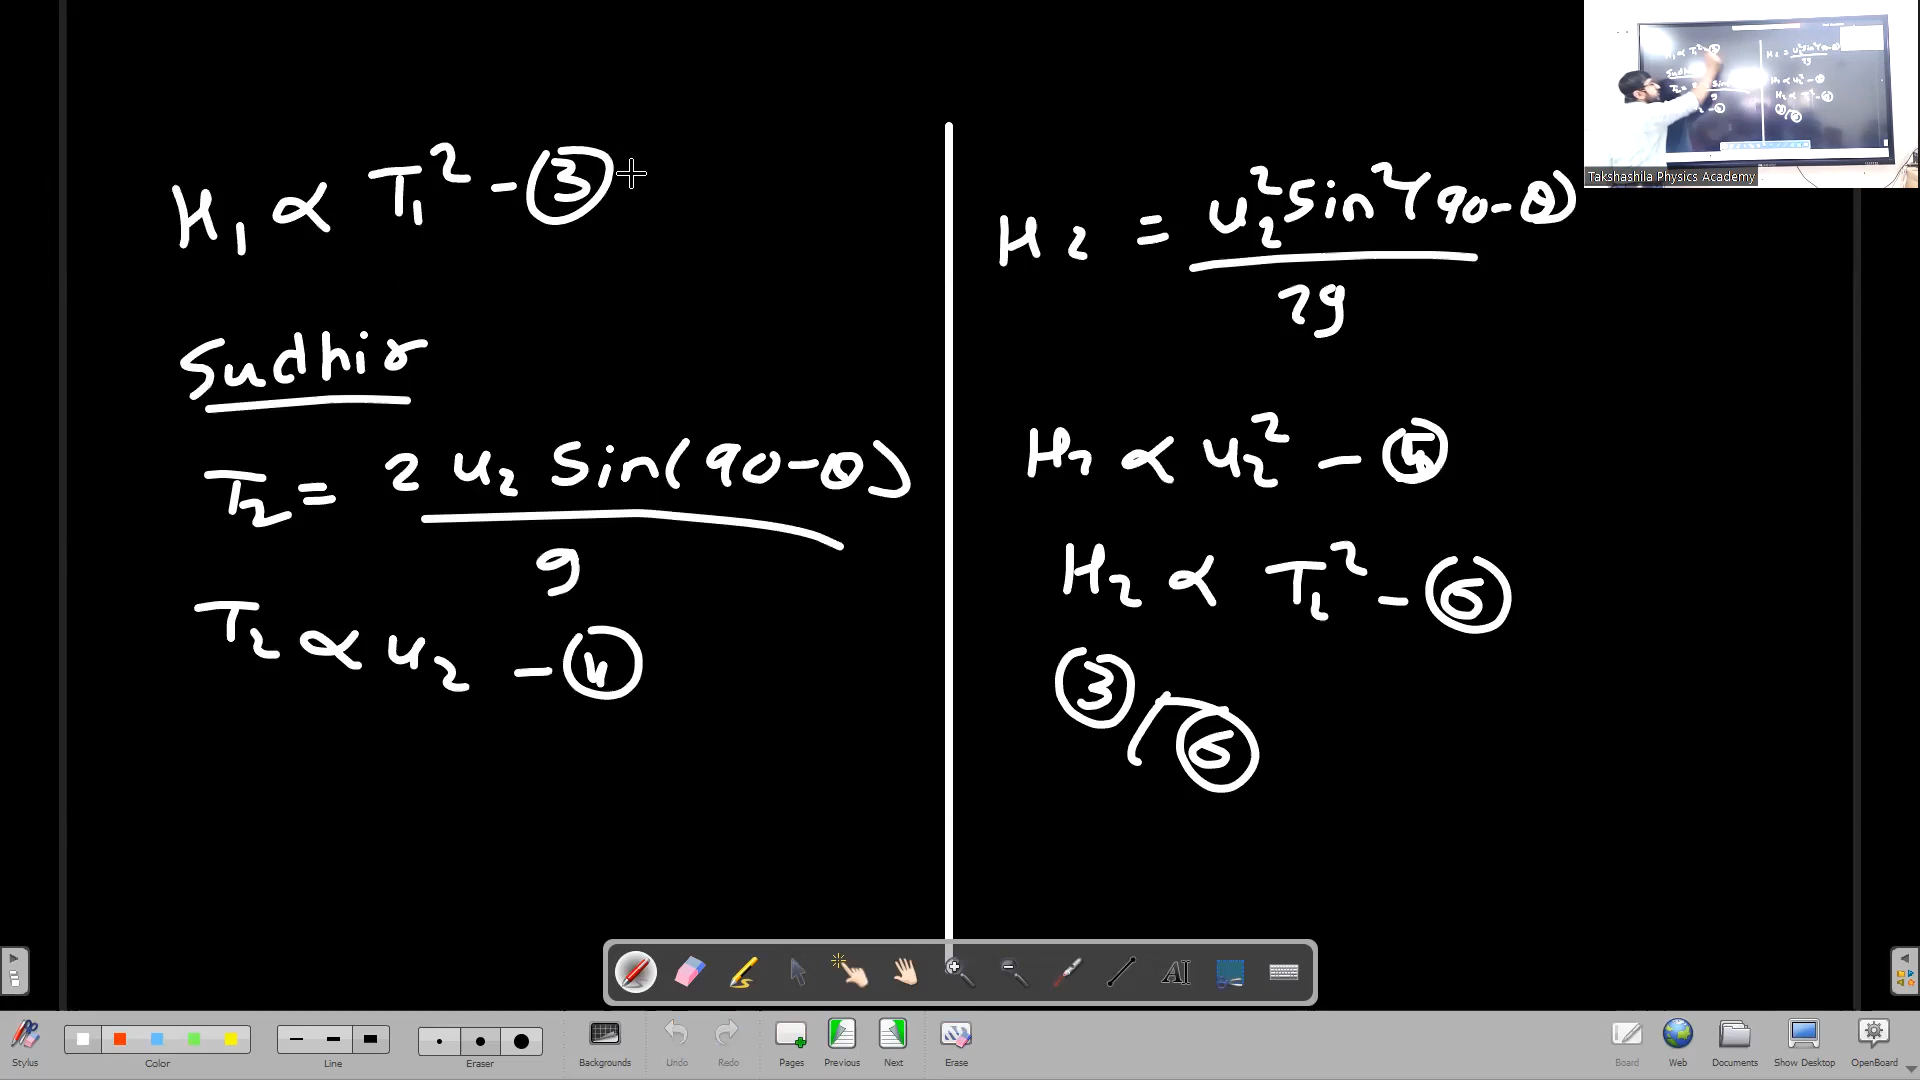 H₁ ∝ T₁² - ③
Sudhir
T₂ = 2 u₂ Sin(90-θ) / g
T₂ ∝ u₂ - ④
H₂ = u₂² Sin²(90-θ) / 2g
H₂ ∝ u₂² - ⑤
H₂ ∝ T₂² - ⑥
③/⑥
Takshashila Physics Academy
Stylus
Color
Line
Eraser
Backgrounds
Undo
Redo
Pages
Previous
Next
Erase
Board
Web
Documents
Show Desktop
OpenBoard